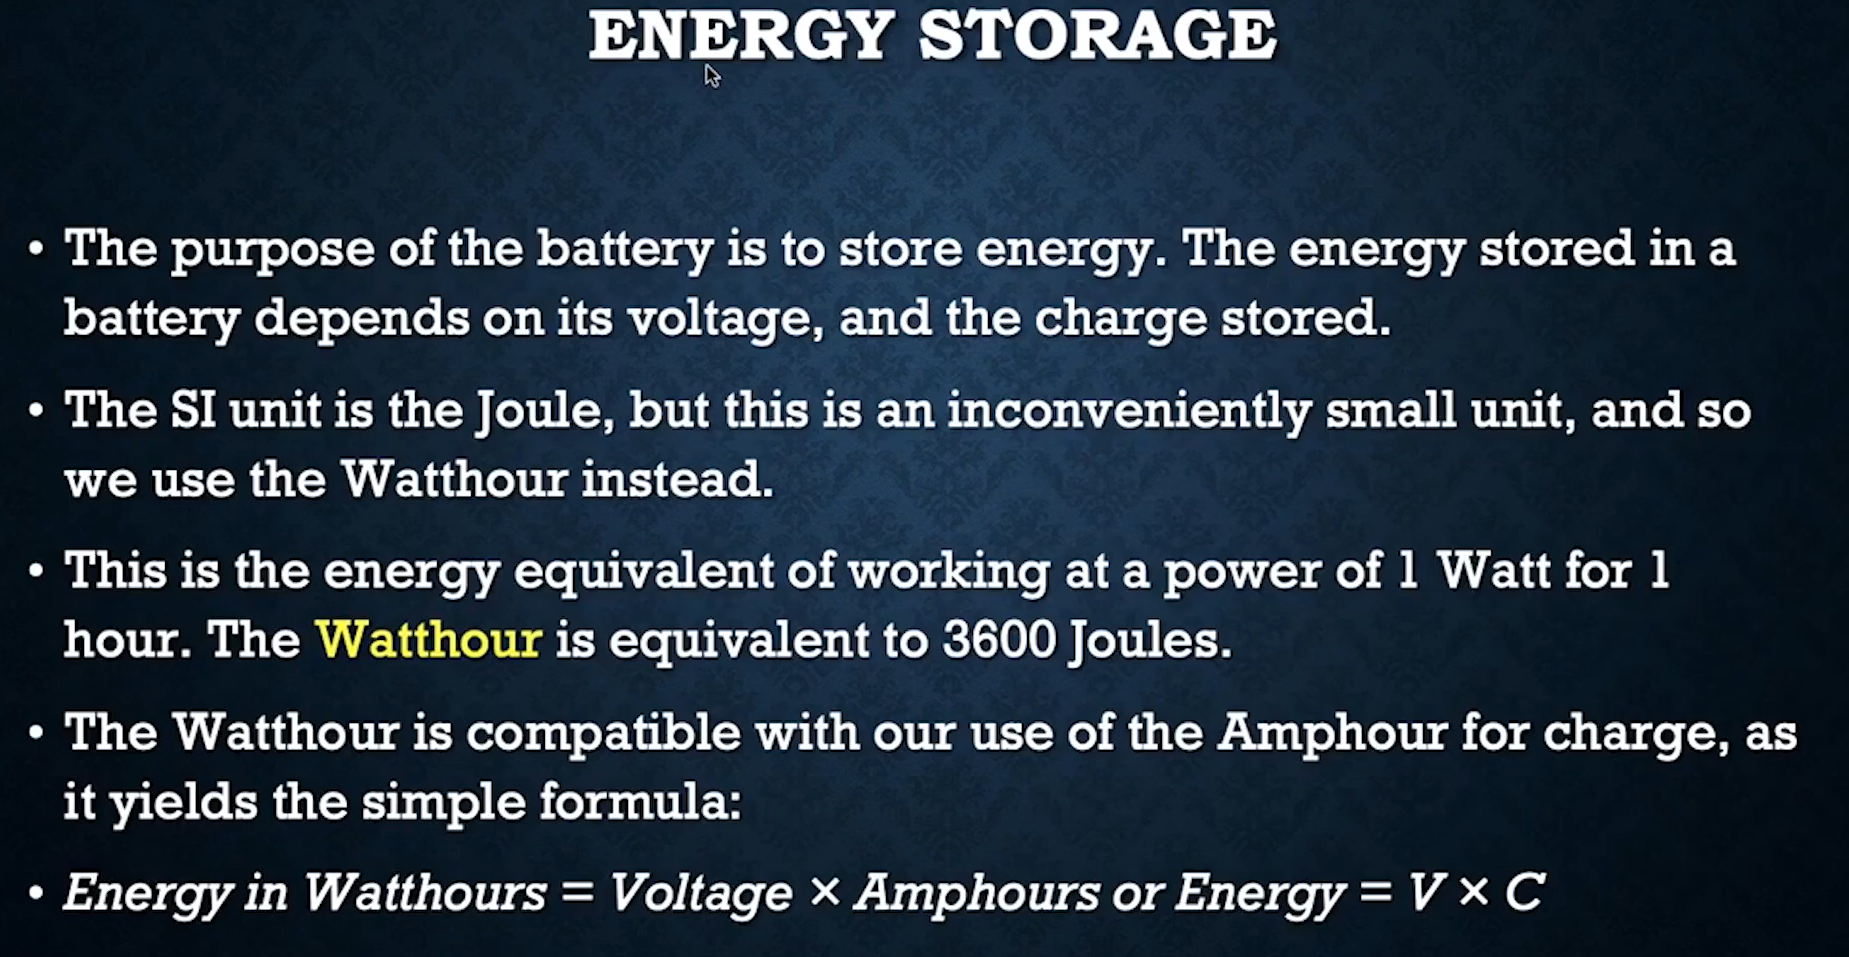 ENERGY STORAGE
• The purpose of the battery is to store energy. The energy stored in a
battery depends on its voltage, and the charge stored.
• The SI unit is the Joule, but this is an inconveniently small unit, and so
we use the Watthour instead.
• This is the energy equivalent of working at a power of 1 Watt for 1
hour. The Watthour is equivalent to 3600 Joules.
• The Watthour is compatible with our use of the Amphour for charge, as
it yields the simple formula:
• Energy in Watthours = Voltage × Amphours or Energy = V × C